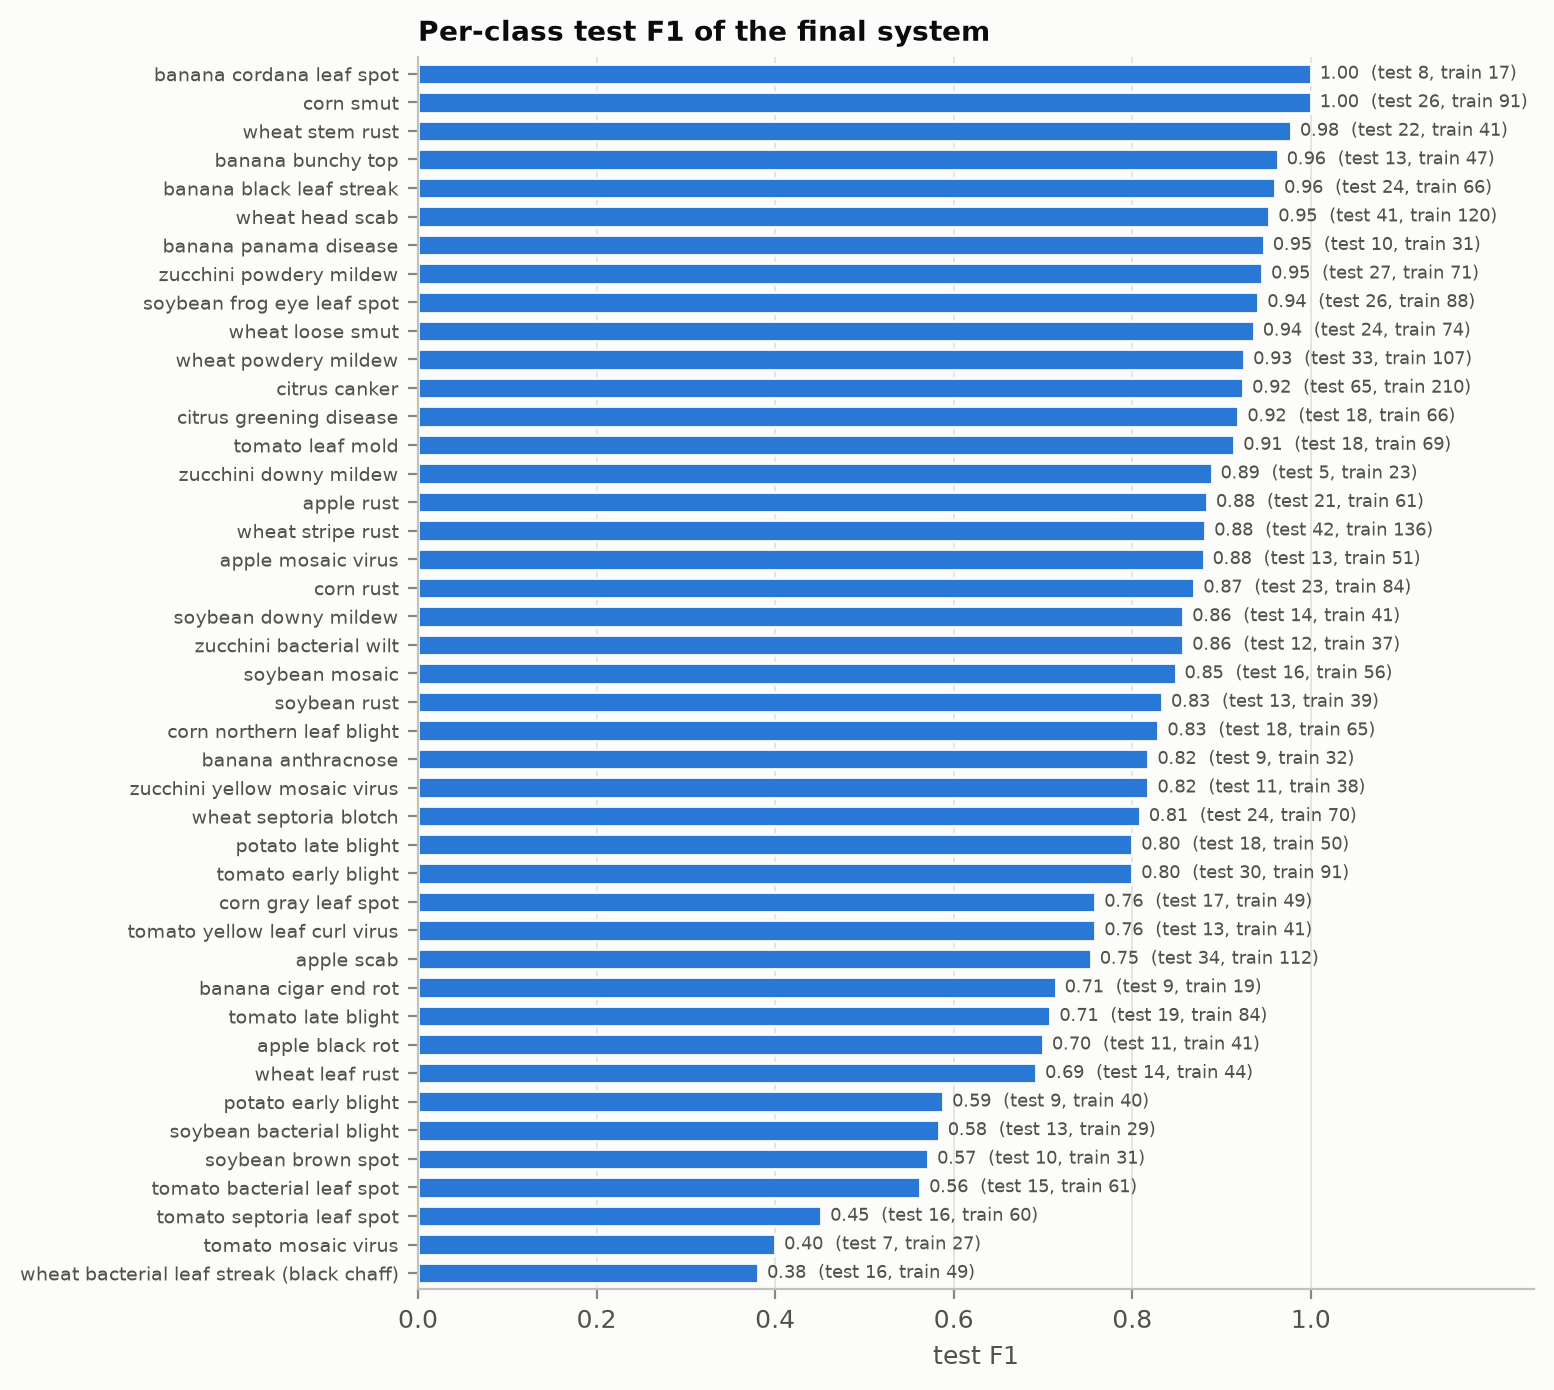 Per-class test F1 of the final system
banana cordana leaf spot 1.00 (test 8, train 17)
corn smut 1.00 (test 26, train 91)
wheat stem rust 0.98 (test 22, train 41)
banana bunchy top 0.96 (test 13, train 47)
banana black leaf streak 0.96 (test 24, train 66)
wheat head scab 0.95 (test 41, train 120)
banana panama disease 0.95 (test 10, train 31)
zucchini powdery mildew 0.95 (test 27, train 71)
soybean frog eye leaf spot 0.94 (test 26, train 88)
wheat loose smut 0.94 (test 24, train 74)
wheat powdery mildew 0.93 (test 33, train 107)
citrus canker 0.92 (test 65, train 210)
citrus greening disease 0.92 (test 18, train 66)
tomato leaf mold 0.91 (test 18, train 69)
zucchini downy mildew 0.89 (test 5, train 23)
apple rust 0.88 (test 21, train 61)
wheat stripe rust 0.88 (test 42, train 136)
apple mosaic virus 0.88 (test 13, train 51)
corn rust 0.87 (test 23, train 84)
soybean downy mildew 0.86 (test 14, train 41)
zucchini bacterial wilt 0.86 (test 12, train 37)
soybean mosaic 0.85 (test 16, train 56)
soybean rust 0.83 (test 13, train 39)
corn northern leaf blight 0.83 (test 18, train 65)
banana anthracnose 0.82 (test 9, train 32)
zucchini yellow mosaic virus 0.82 (test 11, train 38)
wheat septoria blotch 0.81 (test 24, train 70)
potato late blight 0.80 (test 18, train 50)
tomato early blight 0.80 (test 30, train 91)
corn gray leaf spot 0.76 (test 17, train 49)
tomato yellow leaf curl virus 0.76 (test 13, train 41)
apple scab 0.75 (test 34, train 112)
banana cigar end rot 0.71 (test 9, train 19)
tomato late blight 0.71 (test 19, train 84)
apple black rot 0.70 (test 11, train 41)
wheat leaf rust 0.69 (test 14, train 44)
potato early blight 0.59 (test 9, train 40)
soybean bacterial blight 0.58 (test 13, train 29)
soybean brown spot 0.57 (test 10, train 31)
tomato bacterial leaf spot 0.56 (test 15, train 61)
tomato septoria leaf spot 0.45 (test 16, train 60)
tomato mosaic virus 0.40 (test 7, train 27)
wheat bacterial leaf streak (black chaff) 0.38 (test 16, train 49)
0.0 0.2 0.4 0.6 0.8 1.0
test F1